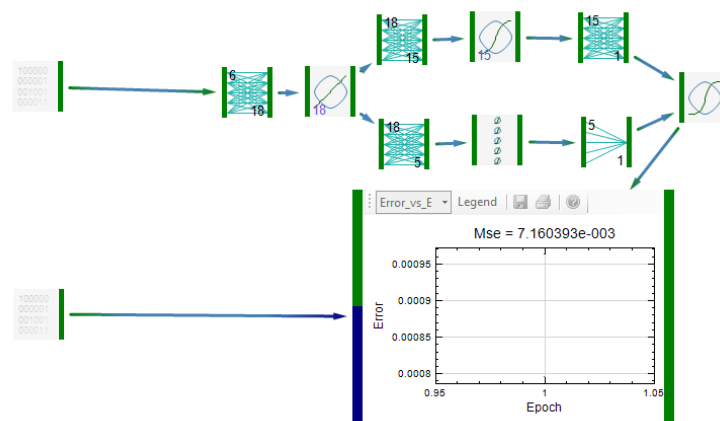 100000
000001
001001
000011
6
18
18
18
15
15
15
1
18
5
ø
ø
ø
ø
ø
5
1
Error_vs_E
Legend
Mse = 7.160393e-003
0.00095
0.0009
0.00085
0.0008
Error
0.95
1
1.05
Epoch
100000
000001
001001
000011